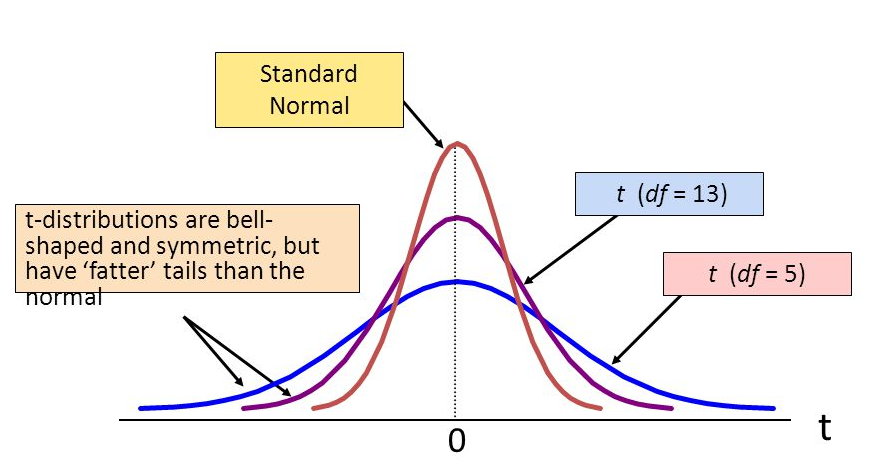 Standard
Normal
t (df = 13)
t-distributions are bell-
shaped and symmetric, but
have ‘fatter’ tails than the
normal
t (df = 5)
0
t